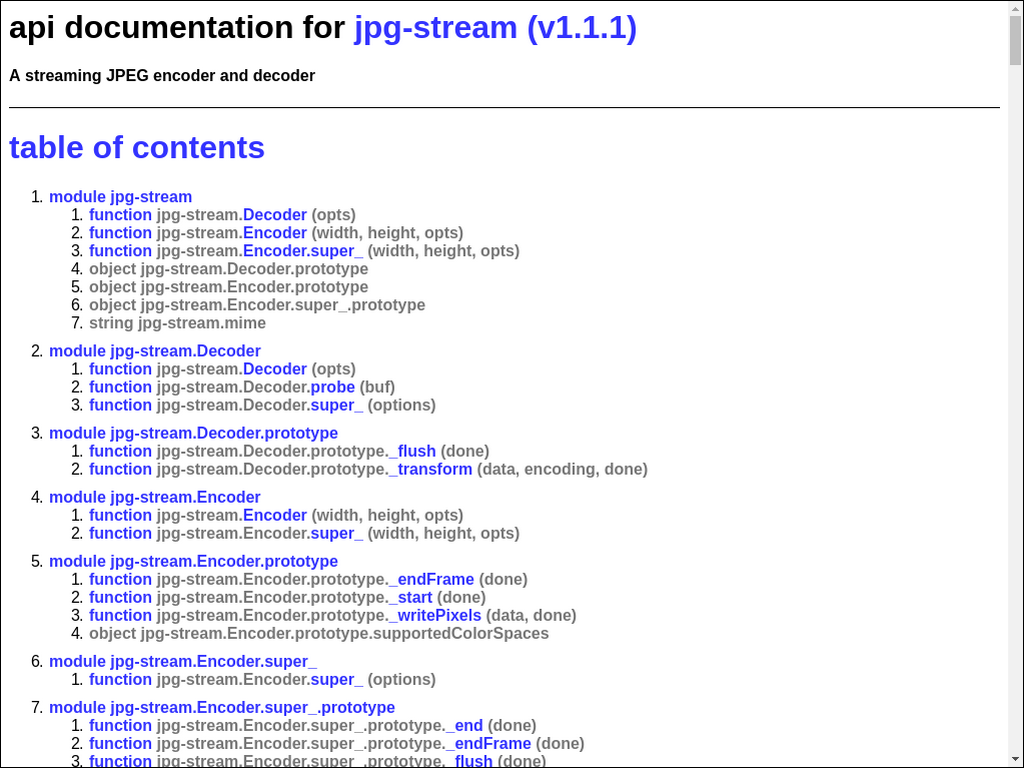 api documentation for jpg-stream (v1.1.1)
A streaming JPEG encoder and decoder
table of contents
1. module jpg-stream
1. function jpg-stream.Decoder (opts)
2. function jpg-stream.Encoder (width, height, opts)
3. function jpg-stream.Encoder.super_ (width, height, opts)
4. object jpg-stream.Decoder.prototype
5. object jpg-stream.Encoder.prototype
6. object jpg-stream.Encoder.super_.prototype
7. string jpg-stream.mime
2. module jpg-stream.Decoder
1. function jpg-stream.Decoder (opts)
2. function jpg-stream.Decoder.probe (buf)
3. function jpg-stream.Decoder.super_ (options)
3. module jpg-stream.Decoder.prototype
1. function jpg-stream.Decoder.prototype._flush (done)
2. function jpg-stream.Decoder.prototype._transform (data, encoding, done)
4. module jpg-stream.Encoder
1. function jpg-stream.Encoder (width, height, opts)
2. function jpg-stream.Encoder.super_ (width, height, opts)
5. module jpg-stream.Encoder.prototype
1. function jpg-stream.Encoder.prototype._endFrame (done)
2. function jpg-stream.Encoder.prototype._start (done)
3. function jpg-stream.Encoder.prototype._writePixels (data, done)
4. object jpg-stream.Encoder.prototype.supportedColorSpaces
6. module jpg-stream.Encoder.super_
1. function jpg-stream.Encoder.super_ (options)
7. module jpg-stream.Encoder.super_.prototype
1. function jpg-stream.Encoder.super_.prototype._end (done)
2. function jpg-stream.Encoder.super_.prototype._endFrame (done)
3. function jpg-stream.Encoder.super_.prototype._flush (done)